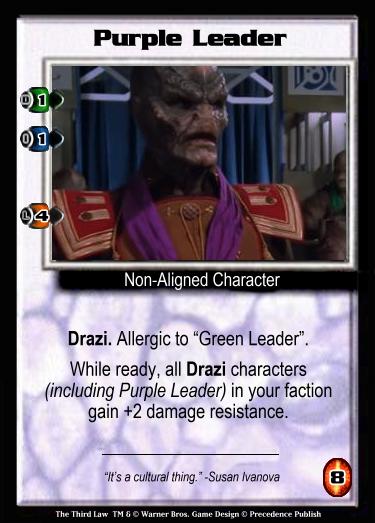 Purple Leader
D 1
I 1
L 4
Non-Aligned Character
Drazi. Allergic to “Green Leader”.
While ready, all Drazi characters
(including Purple Leader) in your faction
gain +2 damage resistance.
“It’s a cultural thing.” -Susan Ivanova
8
The Third Law TM & © Warner Bros. Game Design © Precedence Publish